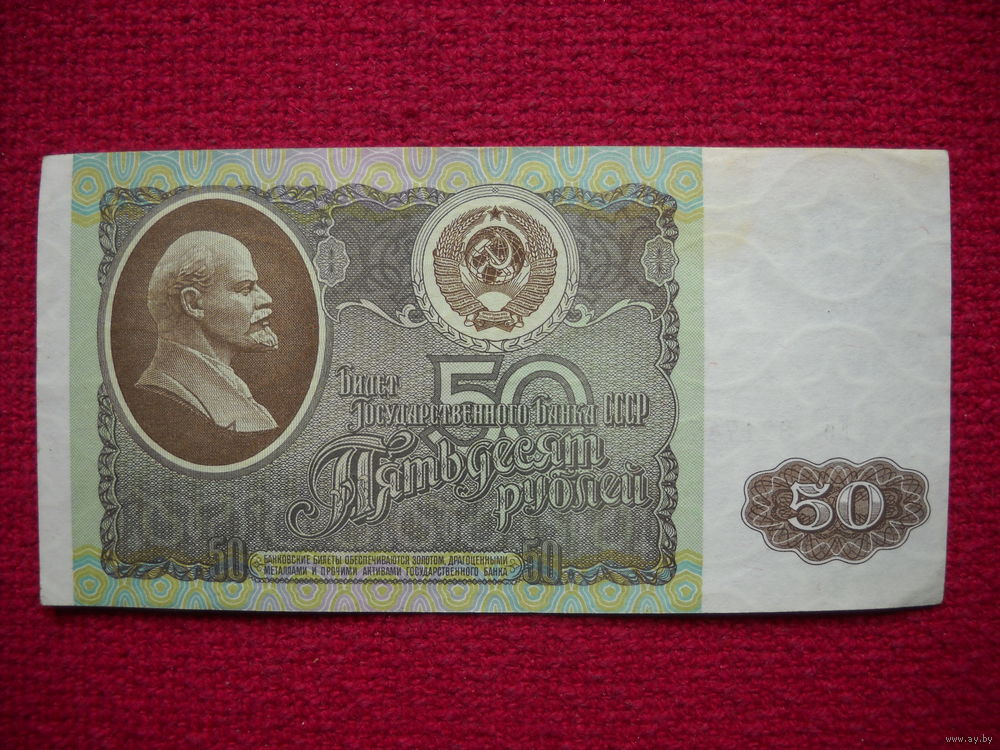 Билет
Государственного Банка СССР
50
Пятьдесят
рублей
50
50
БАНКОВСКИЕ БИЛЕТЫ ОБЕСПЕЧИВАЮТСЯ ЗОЛОТОМ, ДРАГОЦЕННЫМИ
МЕТАЛЛАМИ И ПРОЧИМИ АКТИВАМИ ГОСУДАРСТВЕННОГО БАНКА
50
www.ay.by